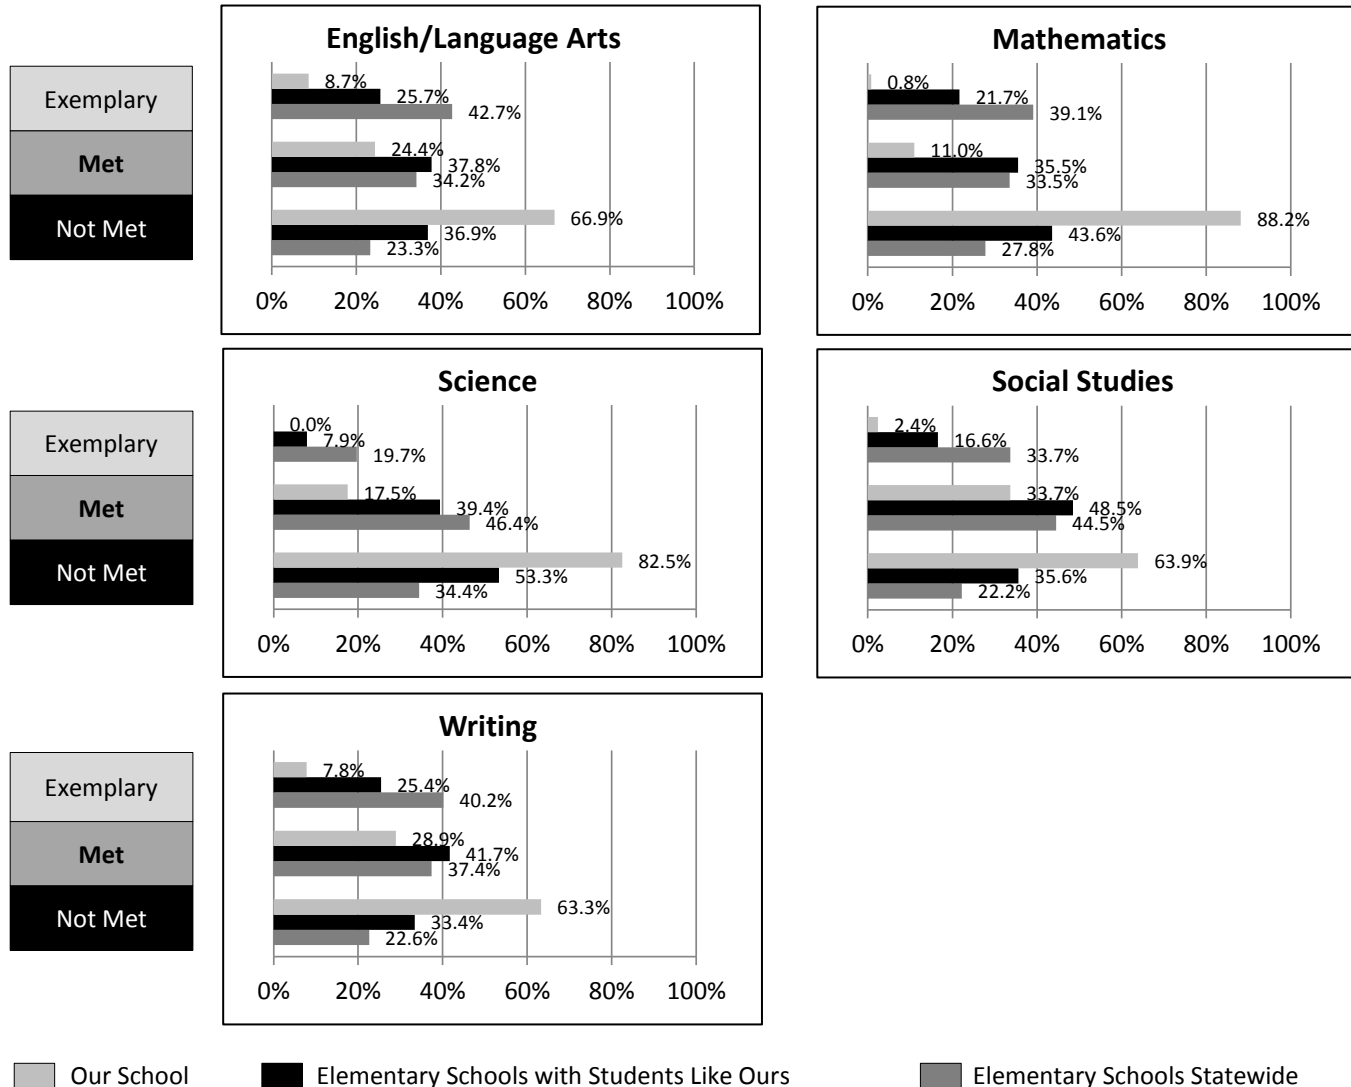 English/Language Arts
Exemplary
Met
Not Met
8.7%
25.7%
42.7%
24.4%
37.8%
34.2%
66.9%
36.9%
23.3%
0% 20% 40% 60% 80% 100%
Mathematics
0.8%
21.7%
39.1%
11.0%
35.5%
33.5%
88.2%
43.6%
27.8%
0% 20% 40% 60% 80% 100%
Science
Exemplary
Met
Not Met
0.0%
7.9%
19.7%
17.5%
39.4%
46.4%
82.5%
53.3%
34.4%
0% 20% 40% 60% 80% 100%
Social Studies
2.4%
16.6%
33.7%
33.7%
48.5%
44.5%
63.9%
35.6%
22.2%
0% 20% 40% 60% 80% 100%
Writing
Exemplary
Met
Not Met
7.8%
25.4%
40.2%
28.9%
41.7%
37.4%
63.3%
33.4%
22.6%
0% 20% 40% 60% 80% 100%
Our School Elementary Schools with Students Like Ours Elementary Schools Statewide